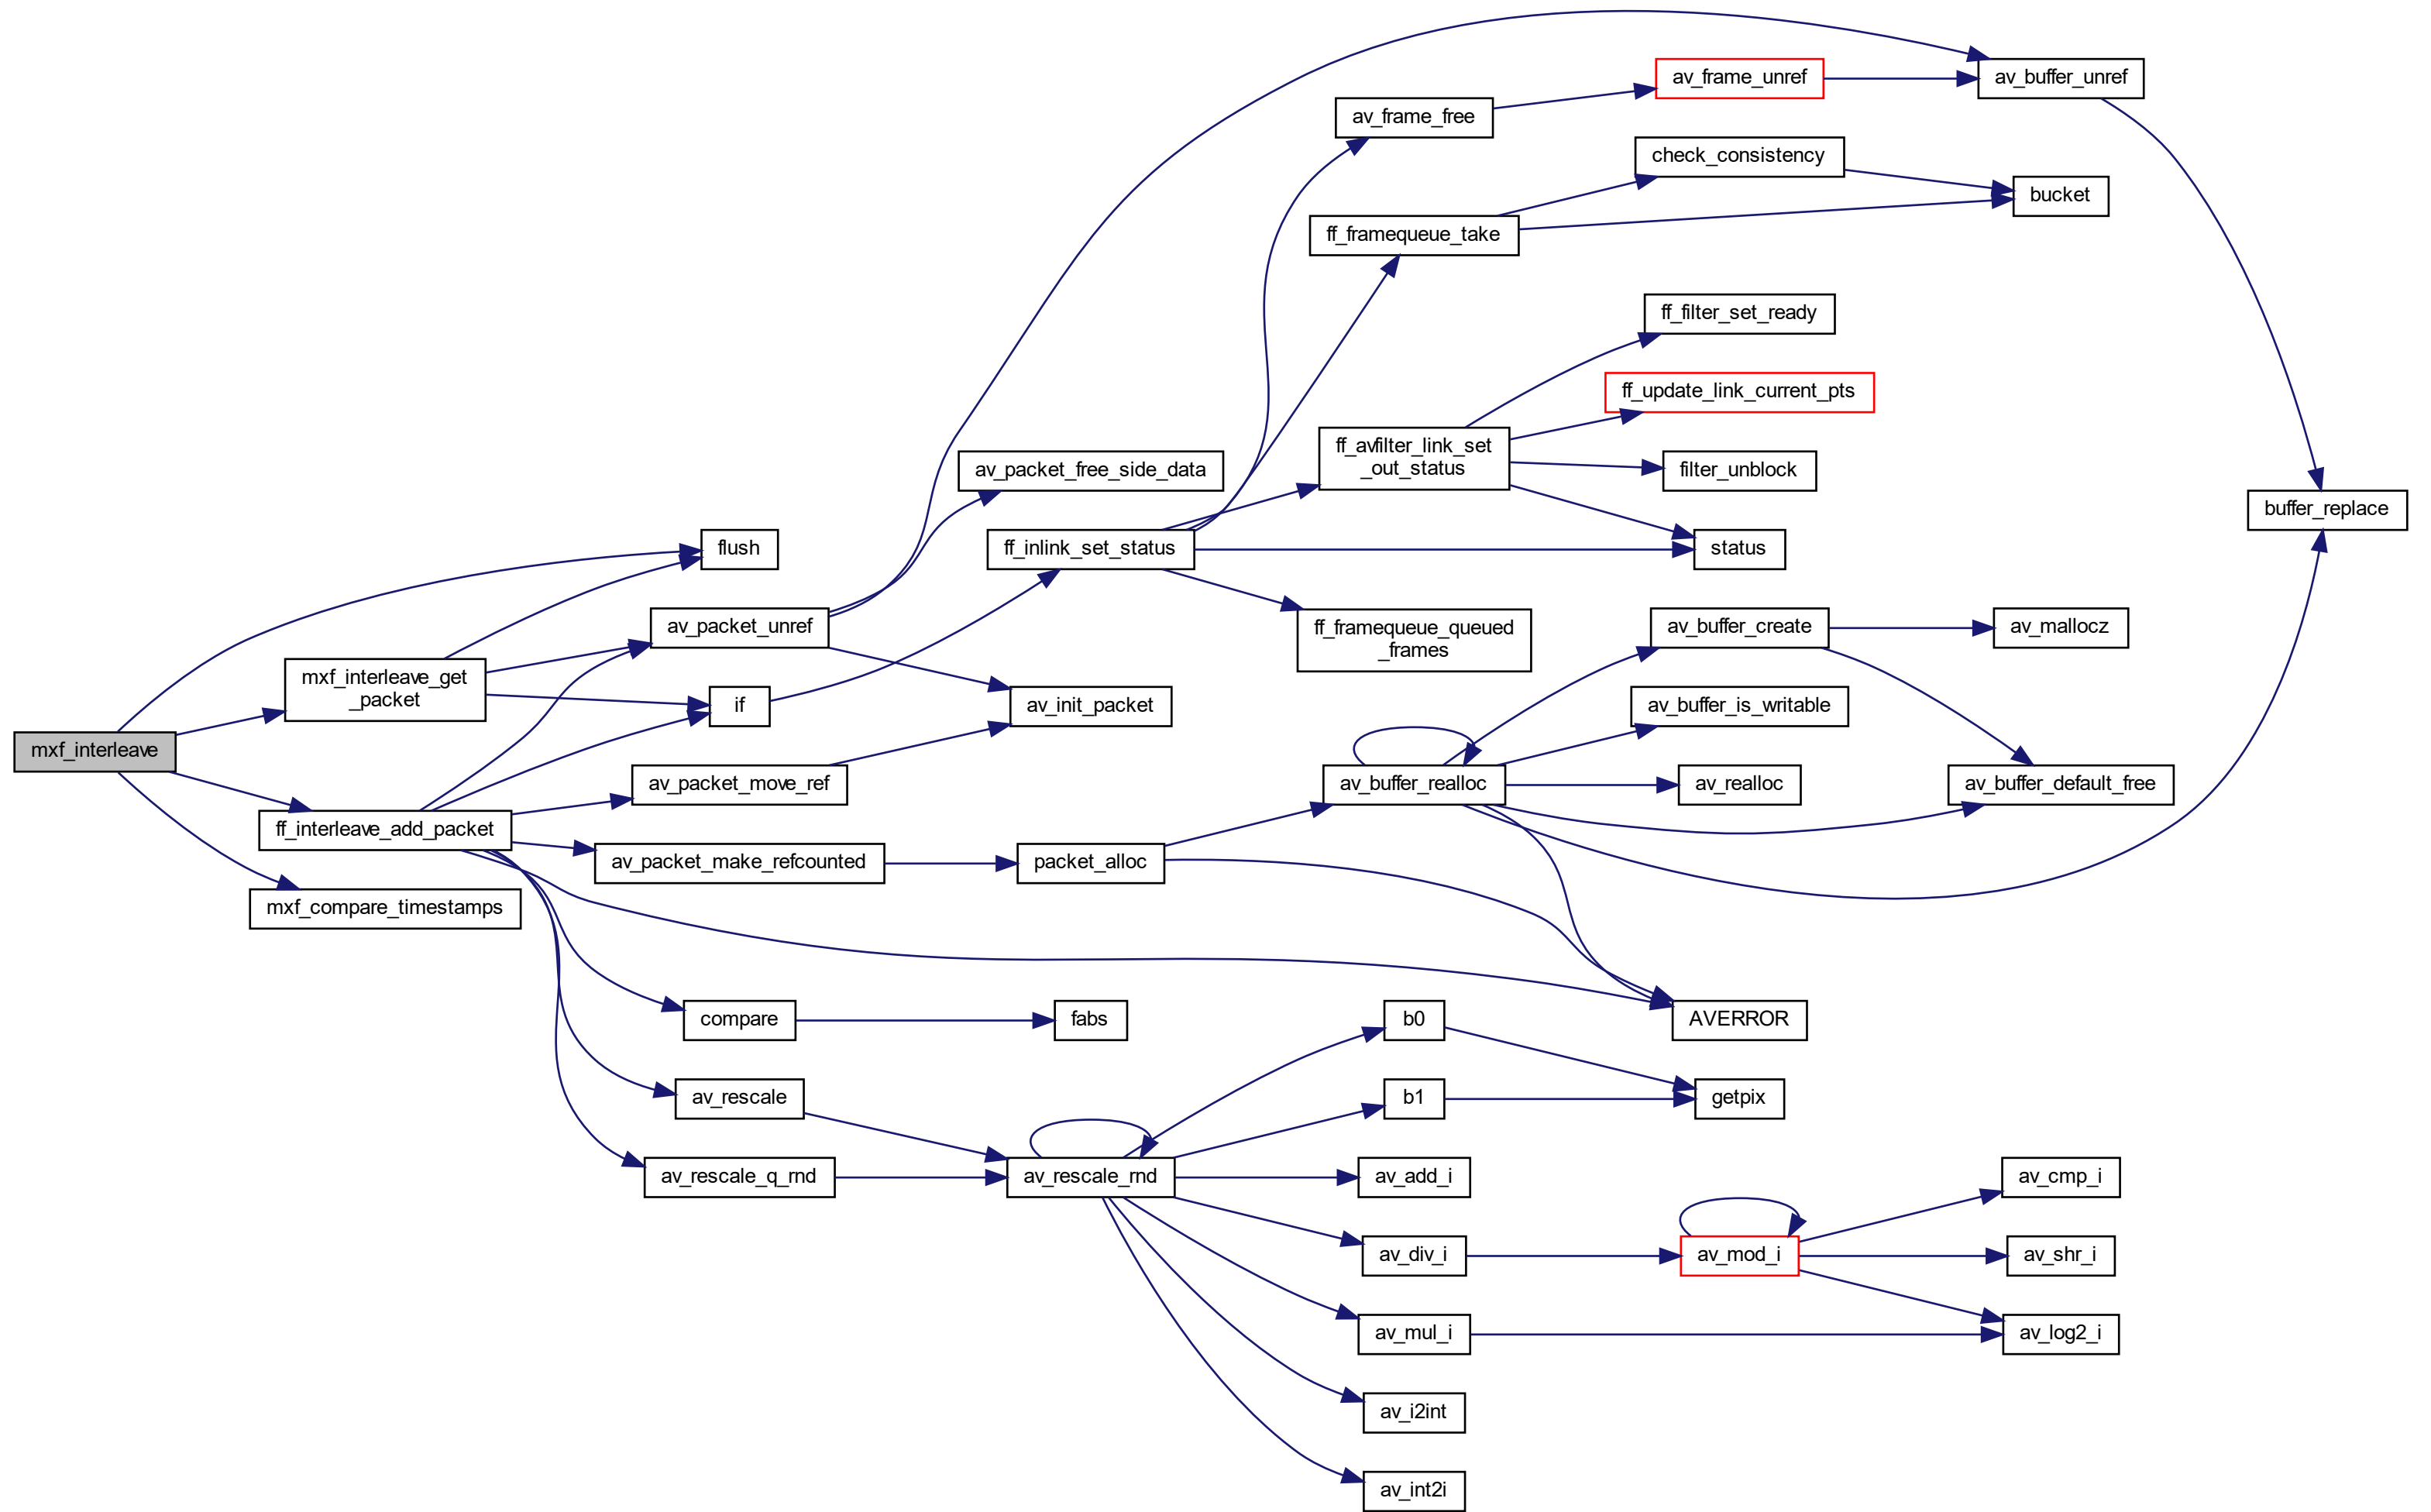 av_frame_unref
av_buffer_unref
av_frame_free
check_consistency
bucket
ff_framequeue_take
ff_filter_set_ready
ff_update_link_current_pts
ff_avfilter_link_set
_out_status
av_packet_free_side_data
filter_unblock
buffer_replace
flush
ff_inlink_set_status
status
av_packet_unref
ff_framequeue_queued
_frames
av_buffer_create
av_mallocz
mxf_interleave_get
_packet
if
av_init_packet
av_buffer_is_writable
mxf_interleave
av_packet_move_ref
av_buffer_realloc
av_realloc
av_buffer_default_free
ff_interleave_add_packet
av_packet_make_refcounted
packet_alloc
mxf_compare_timestamps
compare
fabs
b0
AVERROR
av_rescale
b1
getpix
av_rescale_q_rnd
av_rescale_rnd
av_add_i
av_cmp_i
av_div_i
av_mod_i
av_shr_i
av_mul_i
av_log2_i
av_i2int
av_int2i